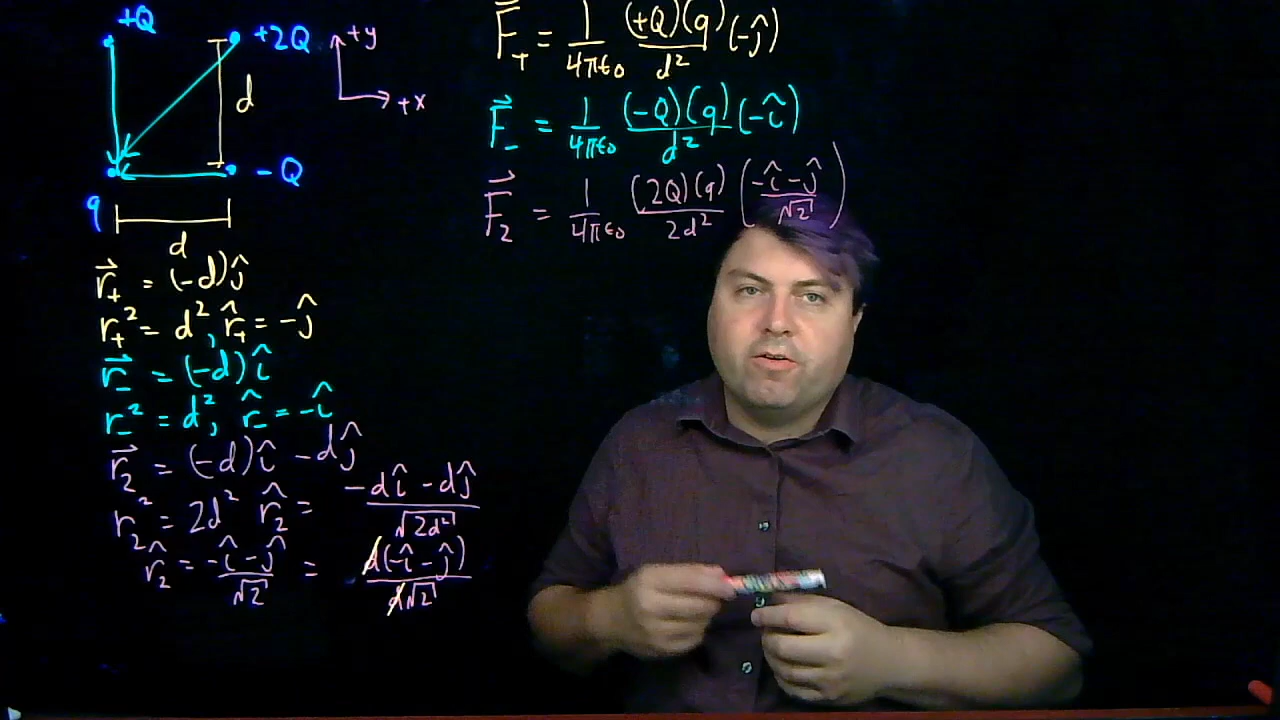 +Q
+2Q
d
-Q
q
d
+y
+x
r⃗₊ = (-d)ĵ
r₊² = d², r̂₊ = -ĵ
r⃗₋ = (-d)î
r₋² = d², r̂₋ = -î
r⃗₂ = (-d)î - dĵ
r₂² = 2d² r̂₂ = (-dî - dĵ)/√(2d²)
r̂₂ = (-î - ĵ)/√2 = d(-î - ĵ)/(d√2)
F⃗₊ = 1/(4πε₀) (+Q)(q)/d² (-ĵ)
F⃗₋ = 1/(4πε₀) (-Q)(q)/d² (-î)
F⃗₂ = 1/(4πε₀) (2Q)(q)/(2d²) ((-î - ĵ)/√2)